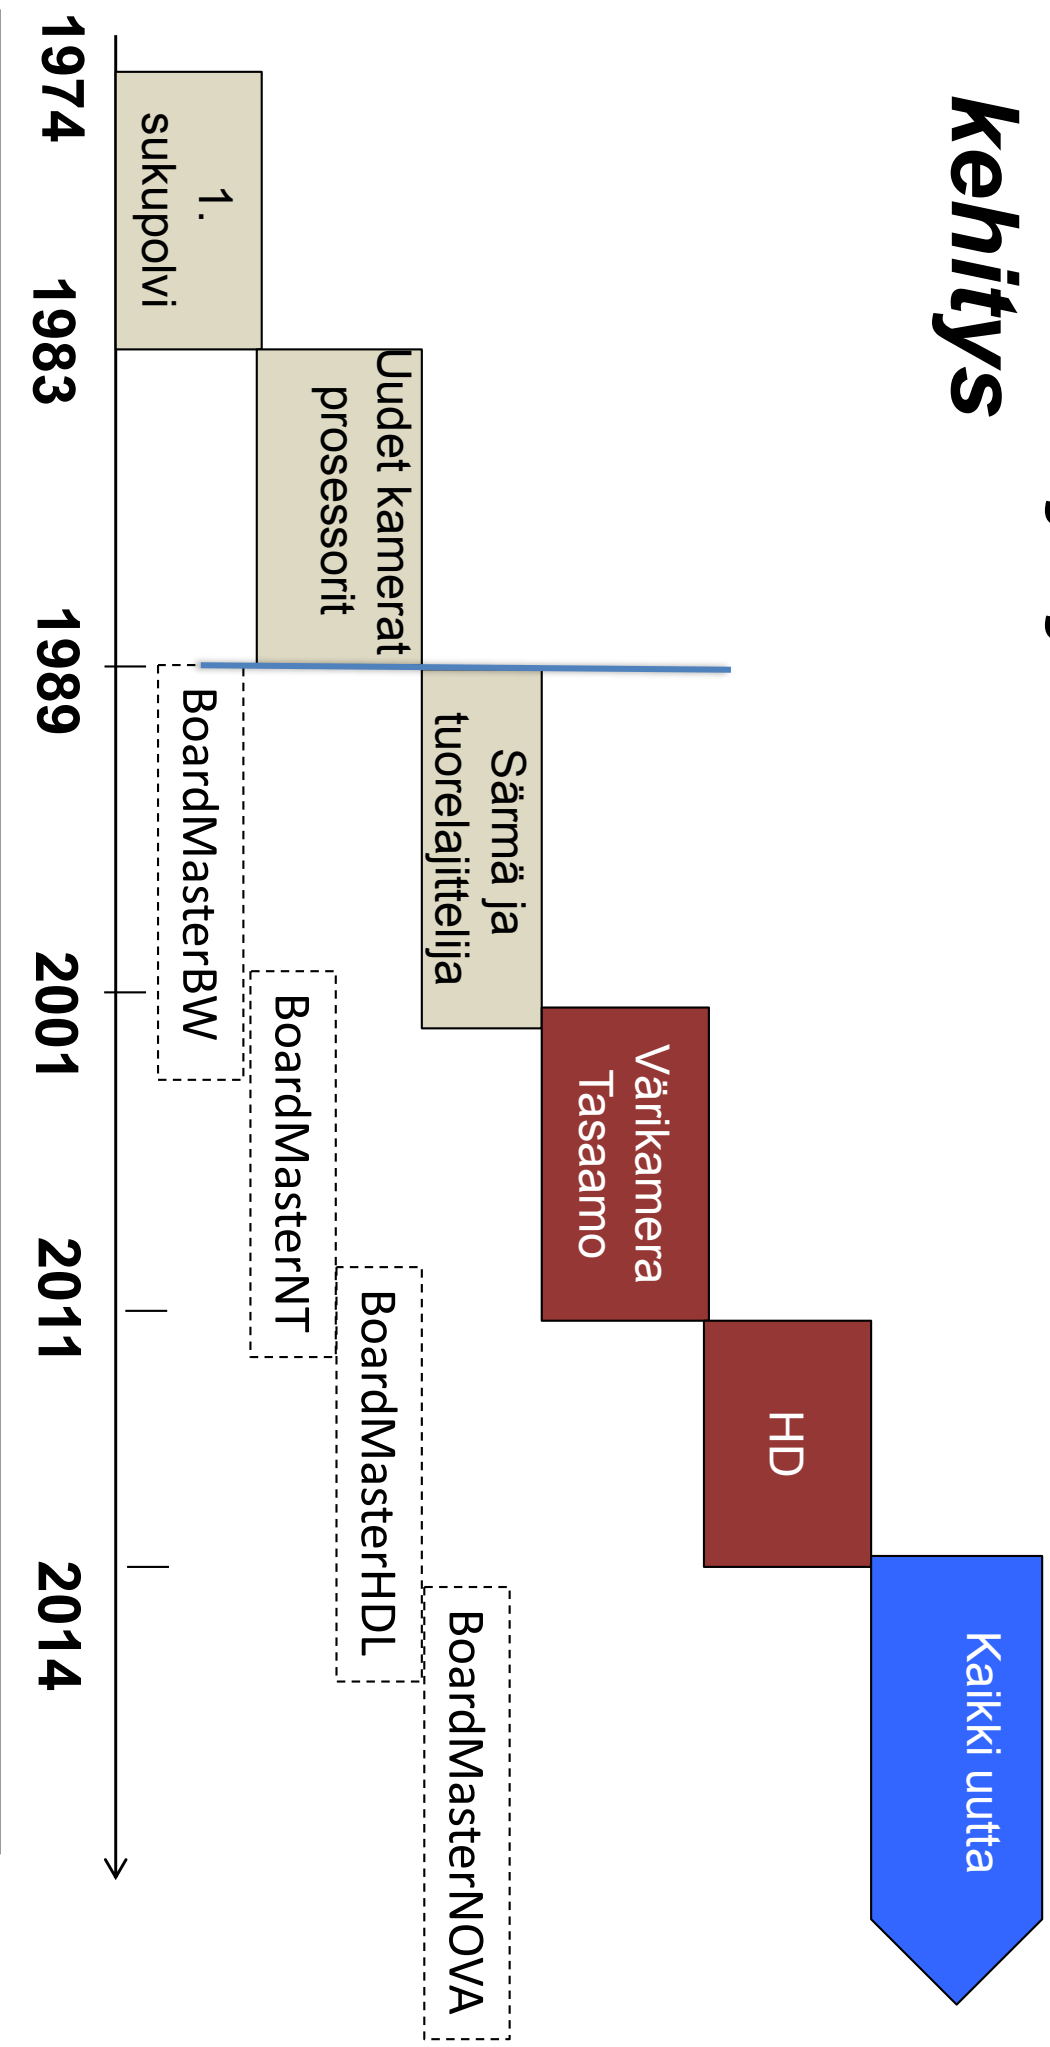 kehitys
Kaikki uutta
HD
Värikamera
Tasaamo
Särmä ja
tuorelajittelija
Uudet kamerat
prosessorit
1.
sukupolvi
BoardMasterNOVA
BoardMasterHDL
BoardMasterNT
BoardMasterBW
1974
1983
1989
2001
2011
2014